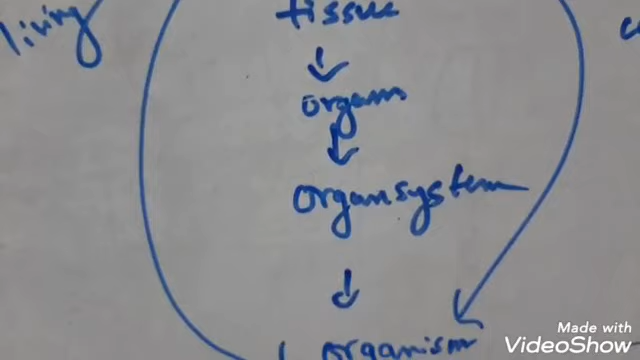 living
tissue
organ
organsystem
organism
Made with
VideoShow